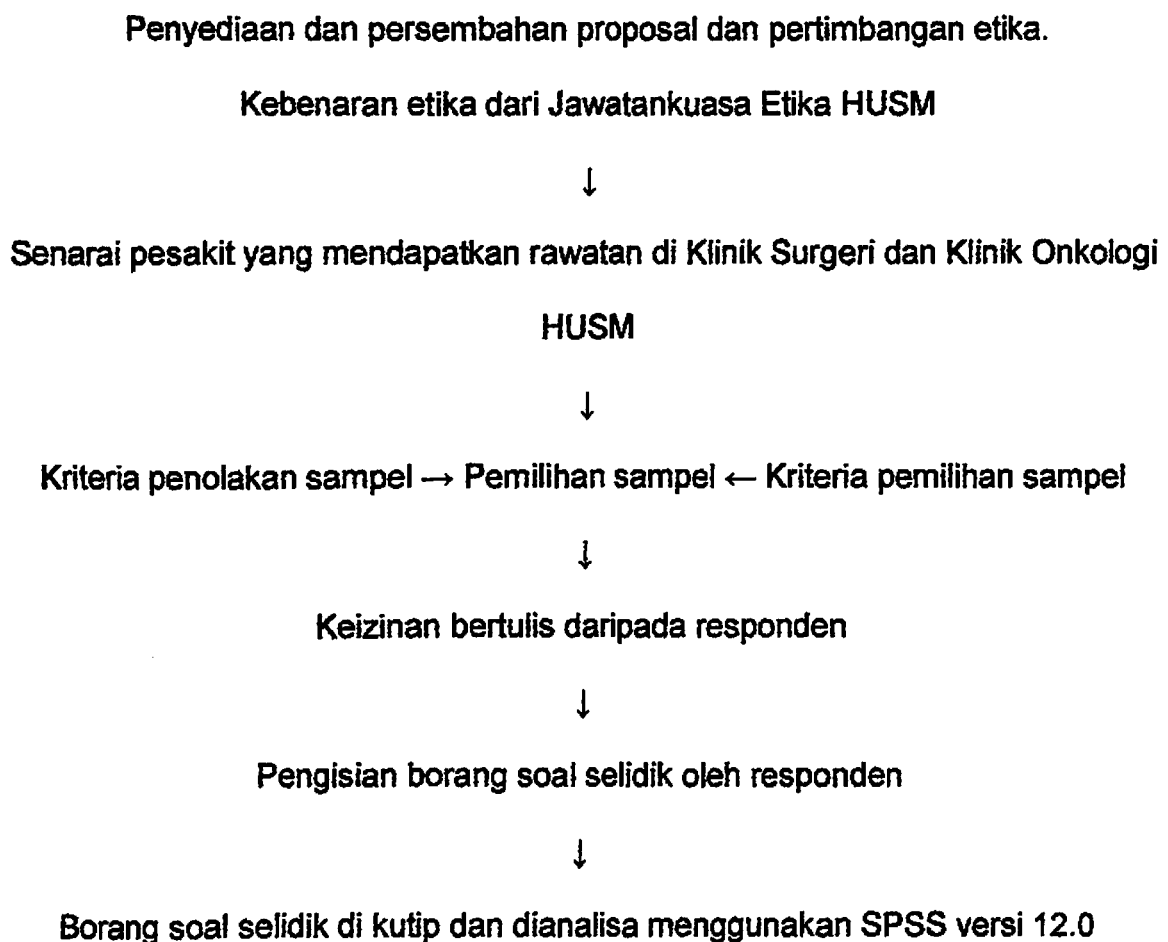 Penyediaan dan persembahan proposal dan pertimbangan etika.
Kebenaran etika dari Jawatankuasa Etika HUSM
↓
Senarai pesakit yang mendapatkan rawatan di Klinik Surgeri dan Klinik Onkologi
HUSM
↓
Kriteria penolakan sampel → Pemilihan sampel ← Kriteria pemilihan sampel
↓
Keizinan bertulis daripada responden
↓
Pengisian borang soal selidik oleh responden
↓
Borang soal selidik di kutip dan dianalisa menggunakan SPSS versi 12.0